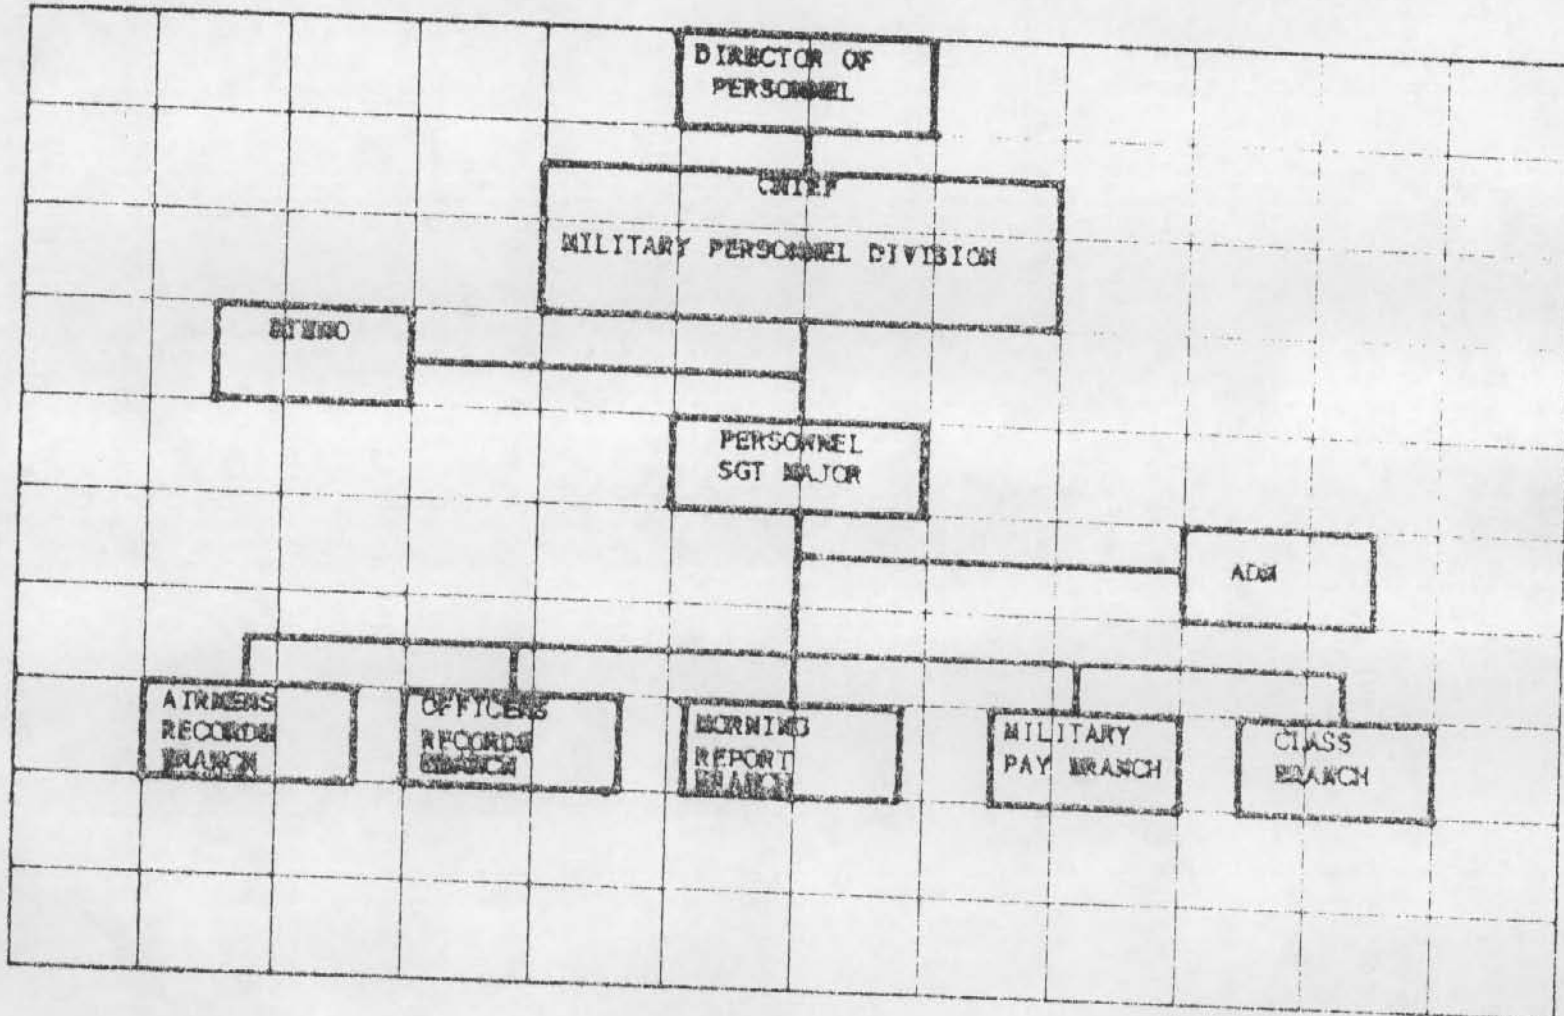 DIRECTOR OF
PERSONNEL
CHIEF
MILITARY PERSONNEL DIVISION
STENO
PERSONNEL
SGT MAJOR
ADM
AIRMENS
RECORDS
BRANCH
OFFICERS
RECORDS
BRANCH
MORNING
REPORT
BRANCH
MILITARY
PAY BRANCH
CLASS
BRANCH